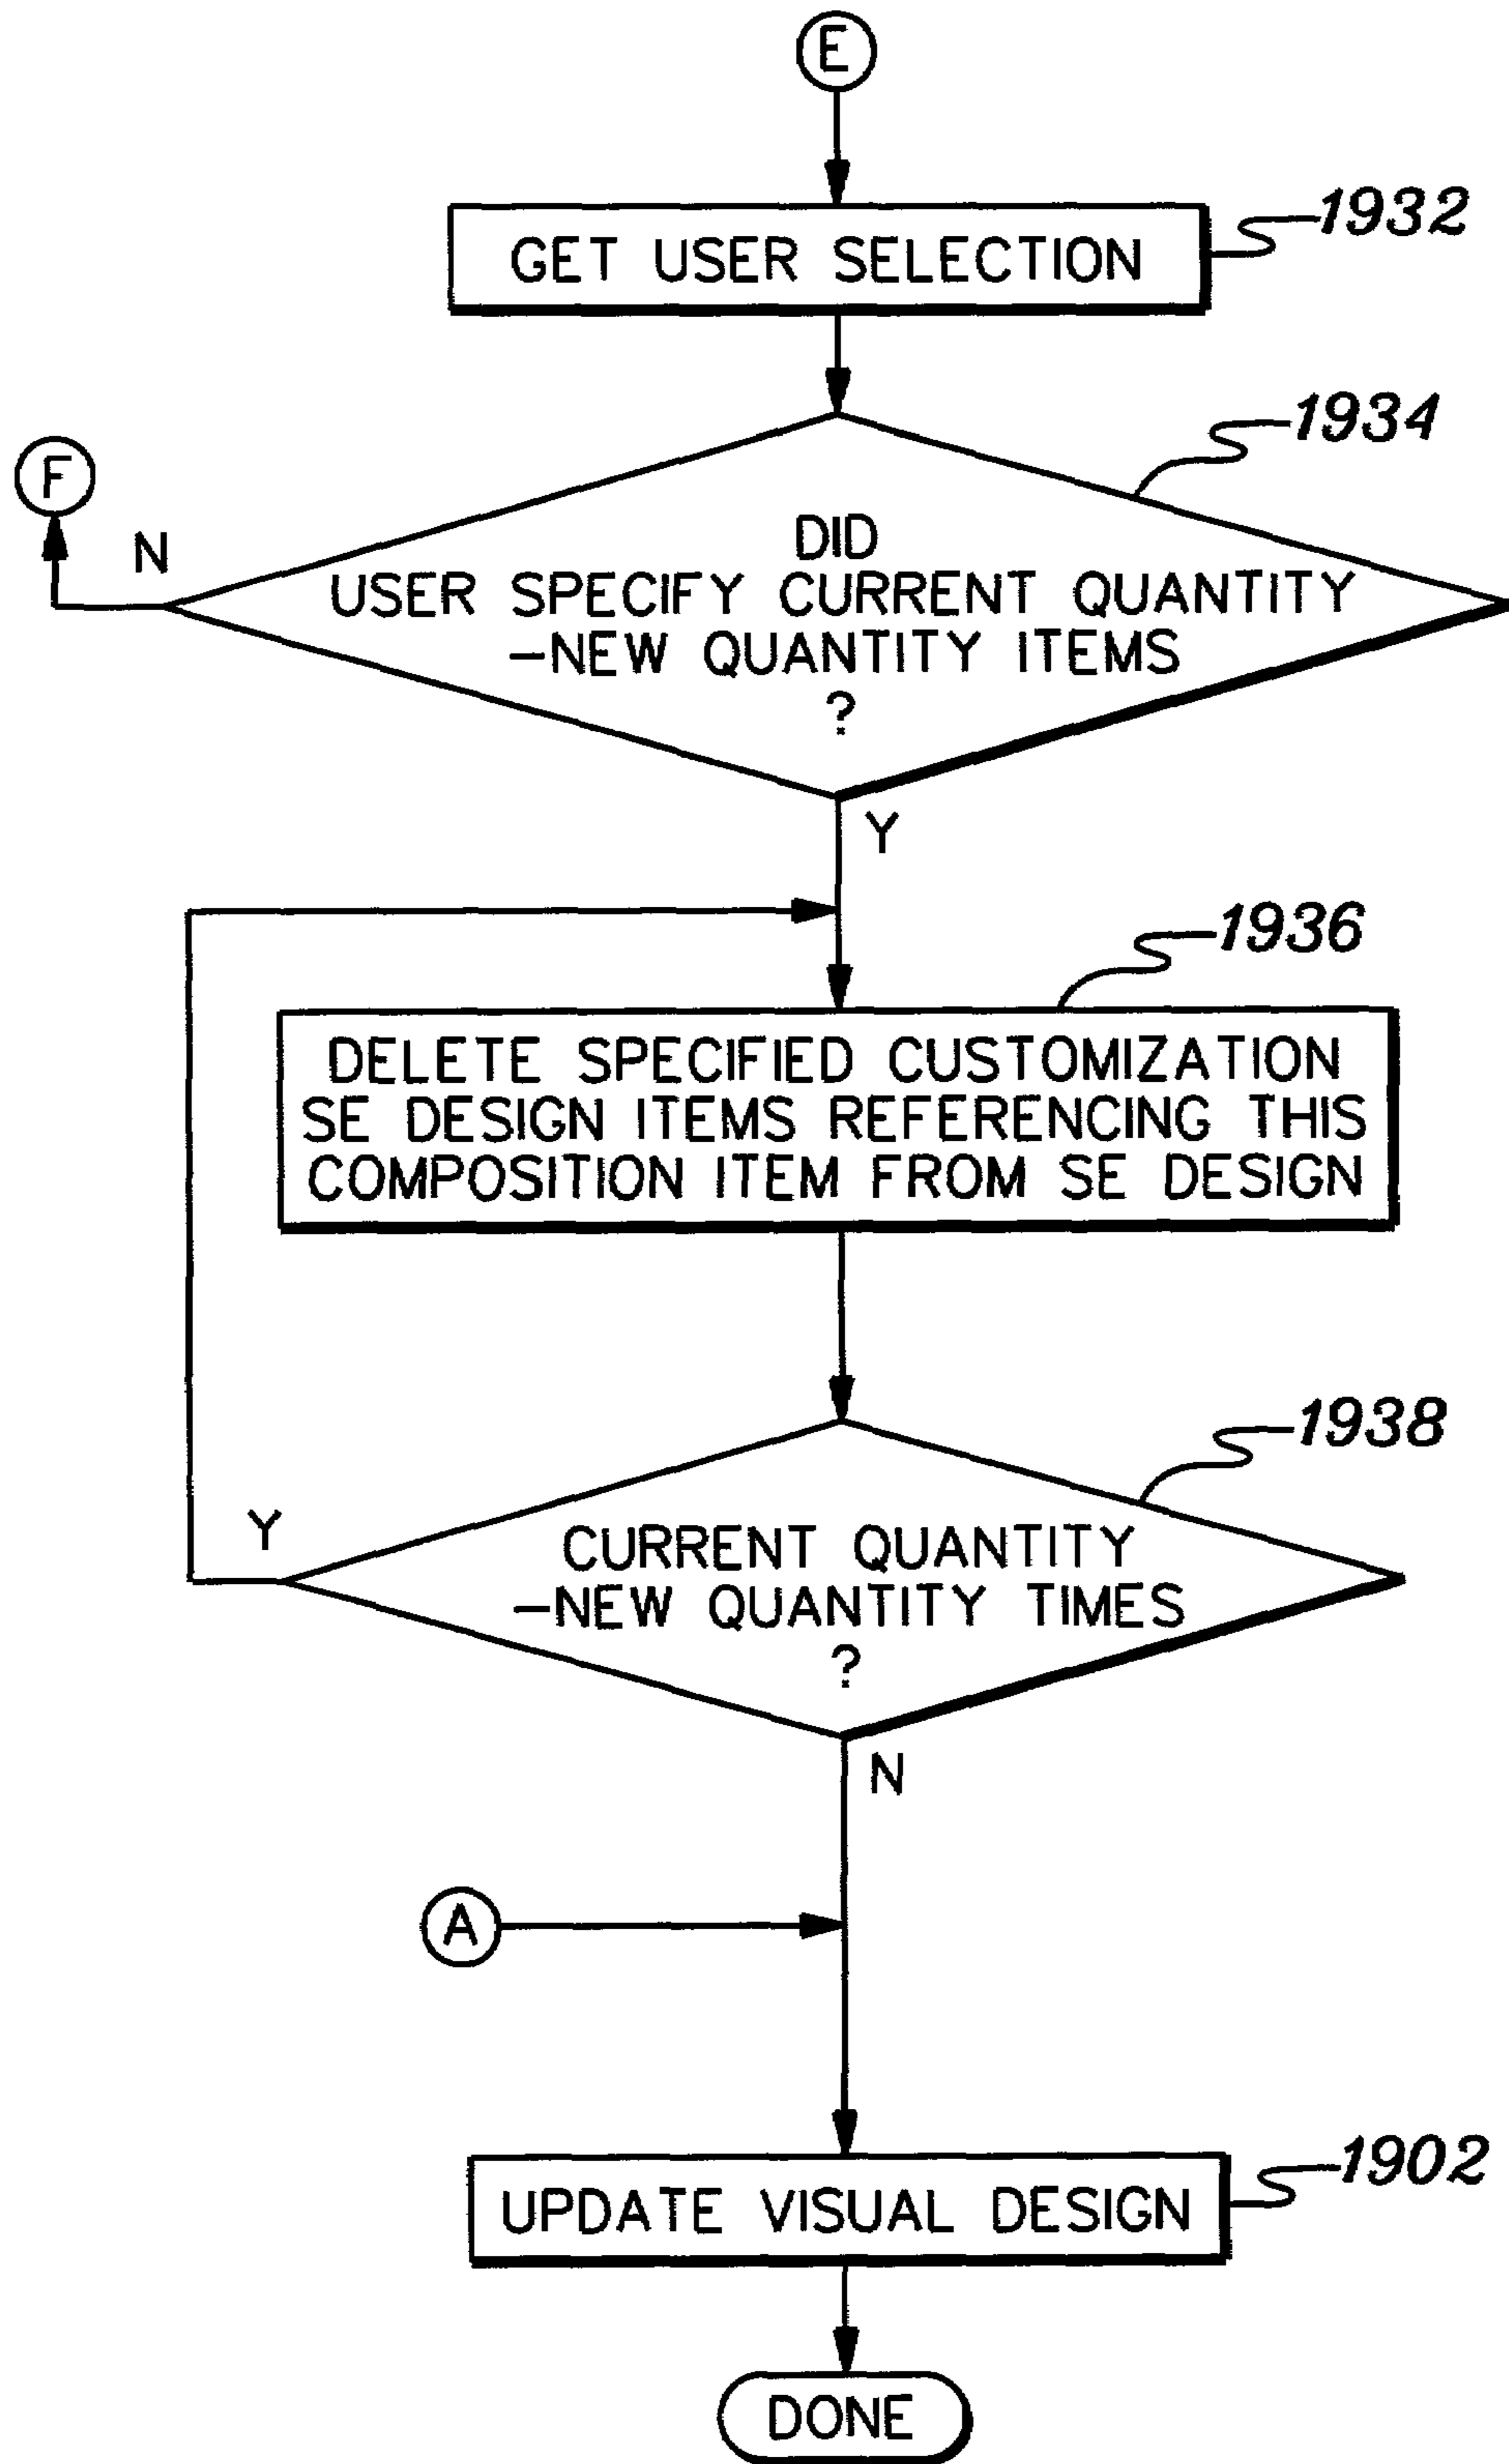 E
GET USER SELECTION
1932
1934
F
N
DID
USER SPECIFY CURRENT QUANTITY
-NEW QUANTITY ITEMS
?
Y
1936
DELETE SPECIFIED CUSTOMIZATION
SE DESIGN ITEMS REFERENCING THIS
COMPOSITION ITEM FROM SE DESIGN
1938
Y
CURRENT QUANTITY
-NEW QUANTITY TIMES
?
N
A
1902
UPDATE VISUAL DESIGN
DONE